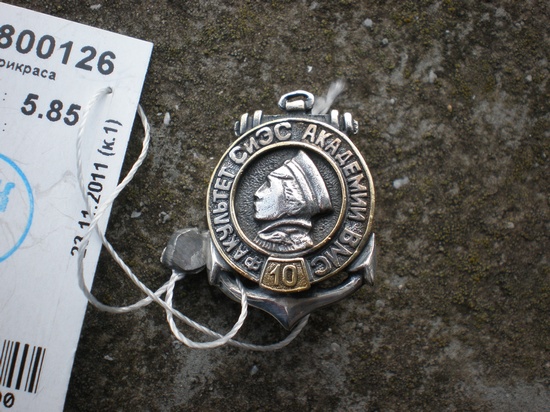 800126
рикраса
5.85
23.11.2011 (к.1)
ФАКУЛЬТЕТ СИЭС АКАДЕМИИ ВМС
10